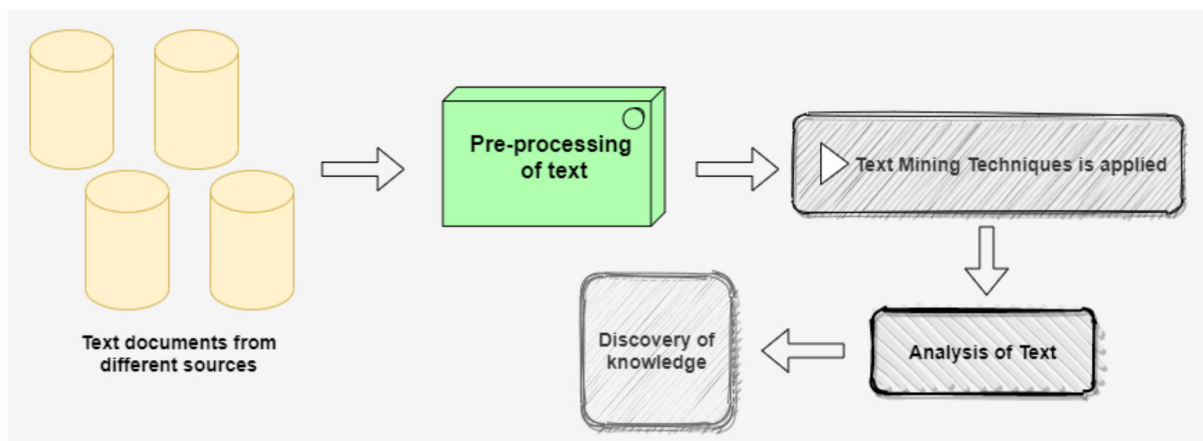 Text documents from
different sources
Pre-processing
of text
Text Mining Techniques is applied
Analysis of Text
Discovery of
knowledge